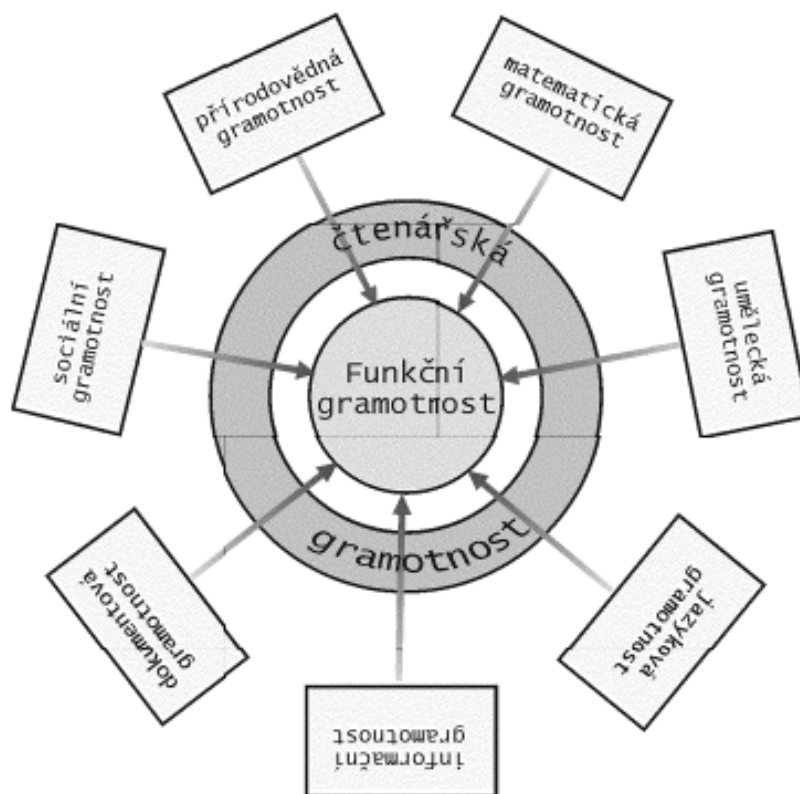 přírodovědná
gramotnost
matematická
gramotnost
čtenářská
sociální
gramotnost
Funkční
gramotnost
umělecká
gramotnost
gramotnost
dokumentová
gramotnost
jazyková
gramotnost
informační
gramotnost